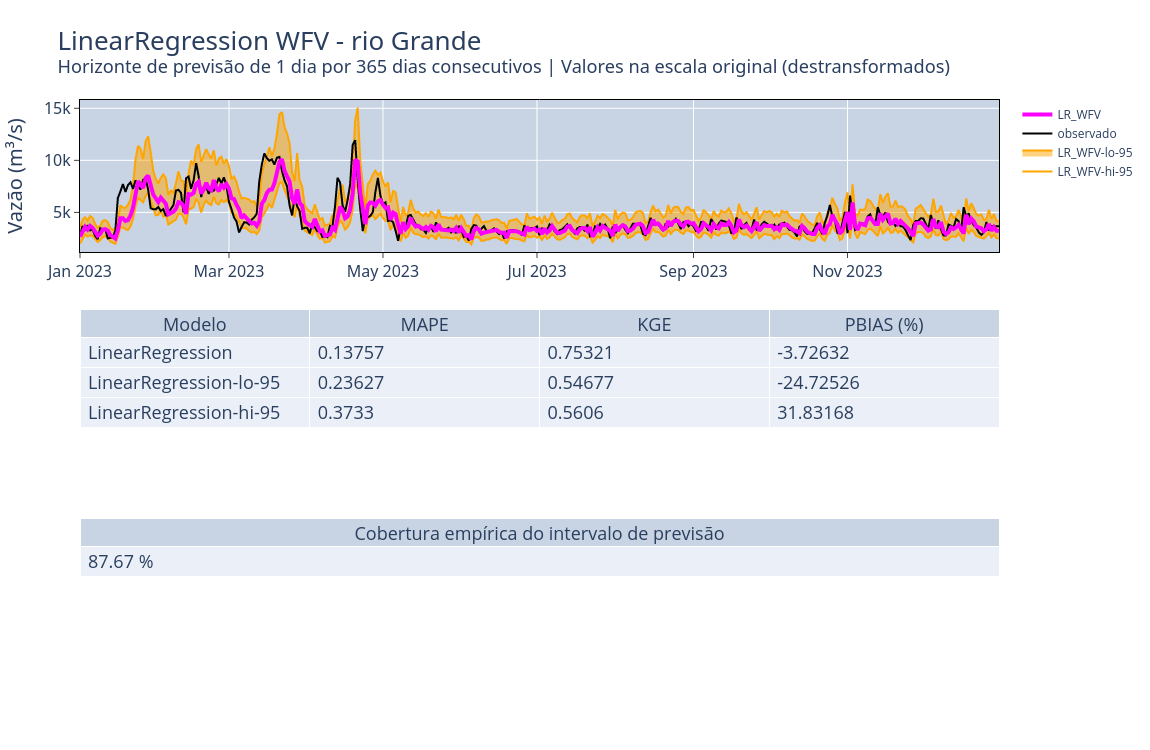 LinearRegression WFV - rio Grande
Horizonte de previsão de 1 dia por 365 dias consecutivos | Valores na escala original (destransformados)
Vazão (m³/s)
15k
10k
5k
Jan 2023 Mar 2023 May 2023 Jul 2023 Sep 2023 Nov 2023
LR_WFV
observado
LR_WFV-lo-95
LR_WFV-hi-95
Modelo MAPE KGE PBIAS (%)
LinearRegression 0.13757 0.75321 -3.72632
LinearRegression-lo-95 0.23627 0.54677 -24.72526
LinearRegression-hi-95 0.3733 0.5606 31.83168
Cobertura empírica do intervalo de previsão
87.67 %